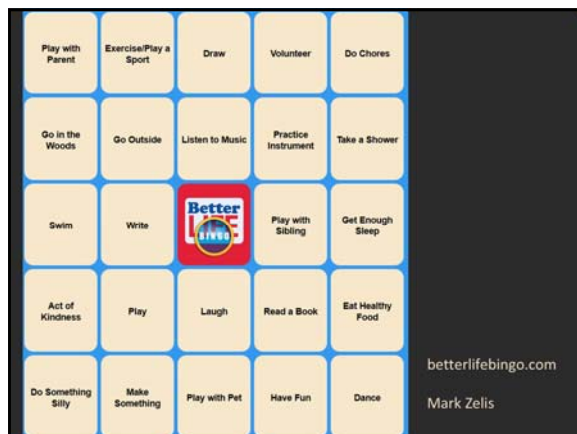 Play with
Parent
Exercise/Play a
Sport
Draw
Volunteer
Do Chores
Go in the
Woods
Go Outside
Listen to Music
Practice
Instrument
Take a Shower
Swim
Write
Better
LIFE
BINGO
Play with
Sibling
Get Enough
Sleep
Act of
Kindness
Play
Laugh
Read a Book
Eat Healthy
Food
Do Something
Silly
Make
Something
Play with Pet
Have Fun
Dance
betterlifebingo.com
Mark Zelis